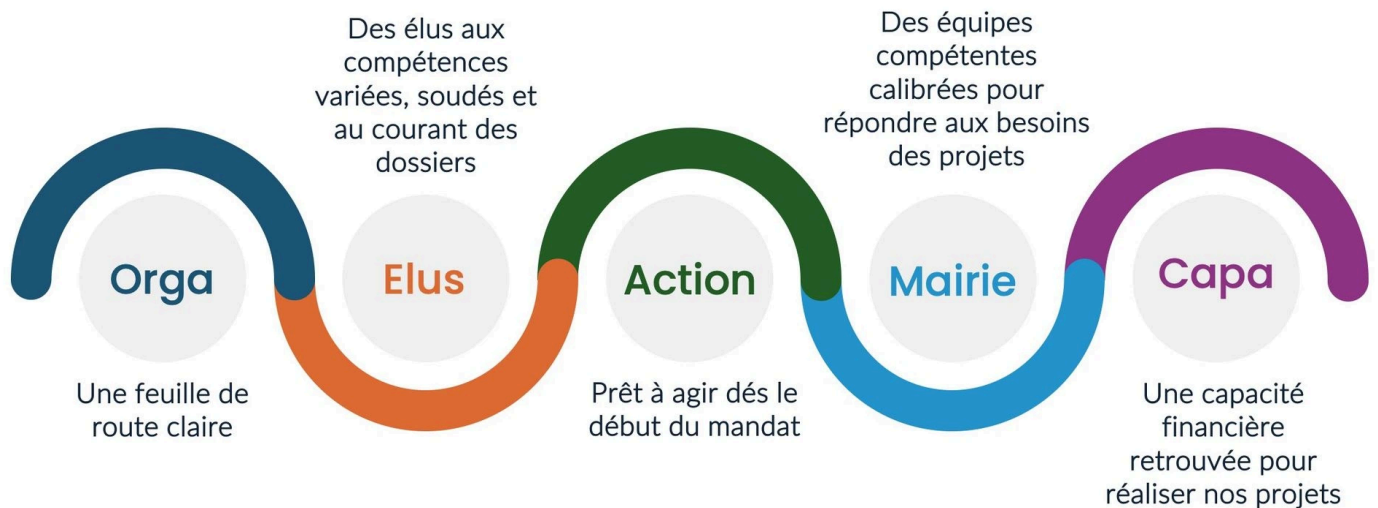 Orga
Une feuille de
route claire
Des élus aux
compétences
variées, soudés et
au courant des
dossiers
Elus
Action
Prêt à agir dés le
début du mandat
Des équipes
compétentes
calibrées pour
répondre aux besoins
des projets
Mairie
Capa
Une capacité
financière
retrouvée pour
réaliser nos projets